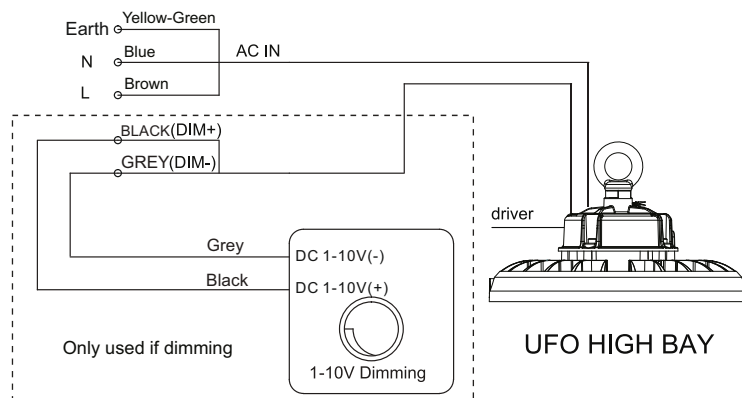 Earth Yellow-Green
N Blue AC IN
L Brown
BLACK(DIM+)
GREY(DIM-)
driver
Grey DC 1-10V(-)
Black DC 1-10V(+)
Only used if dimming
1-10V Dimming
UFO HIGH BAY